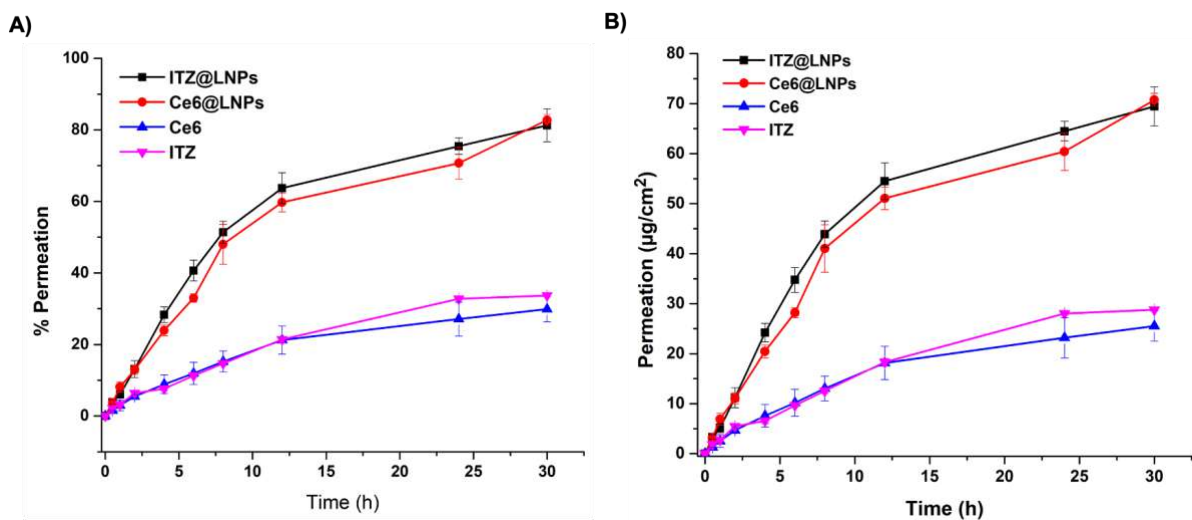 A)
100
80
60
40
20
0
% Permeation
ITZ@LNPs
Ce6@LNPs
Ce6
ITZ
0 5 10 15 20 25 30
Time (h)
B)
80
70
60
50
40
30
20
10
0
Permeation (µg/cm²)
ITZ@LNPs
Ce6@LNPs
Ce6
ITZ
0 5 10 15 20 25 30
Time (h)